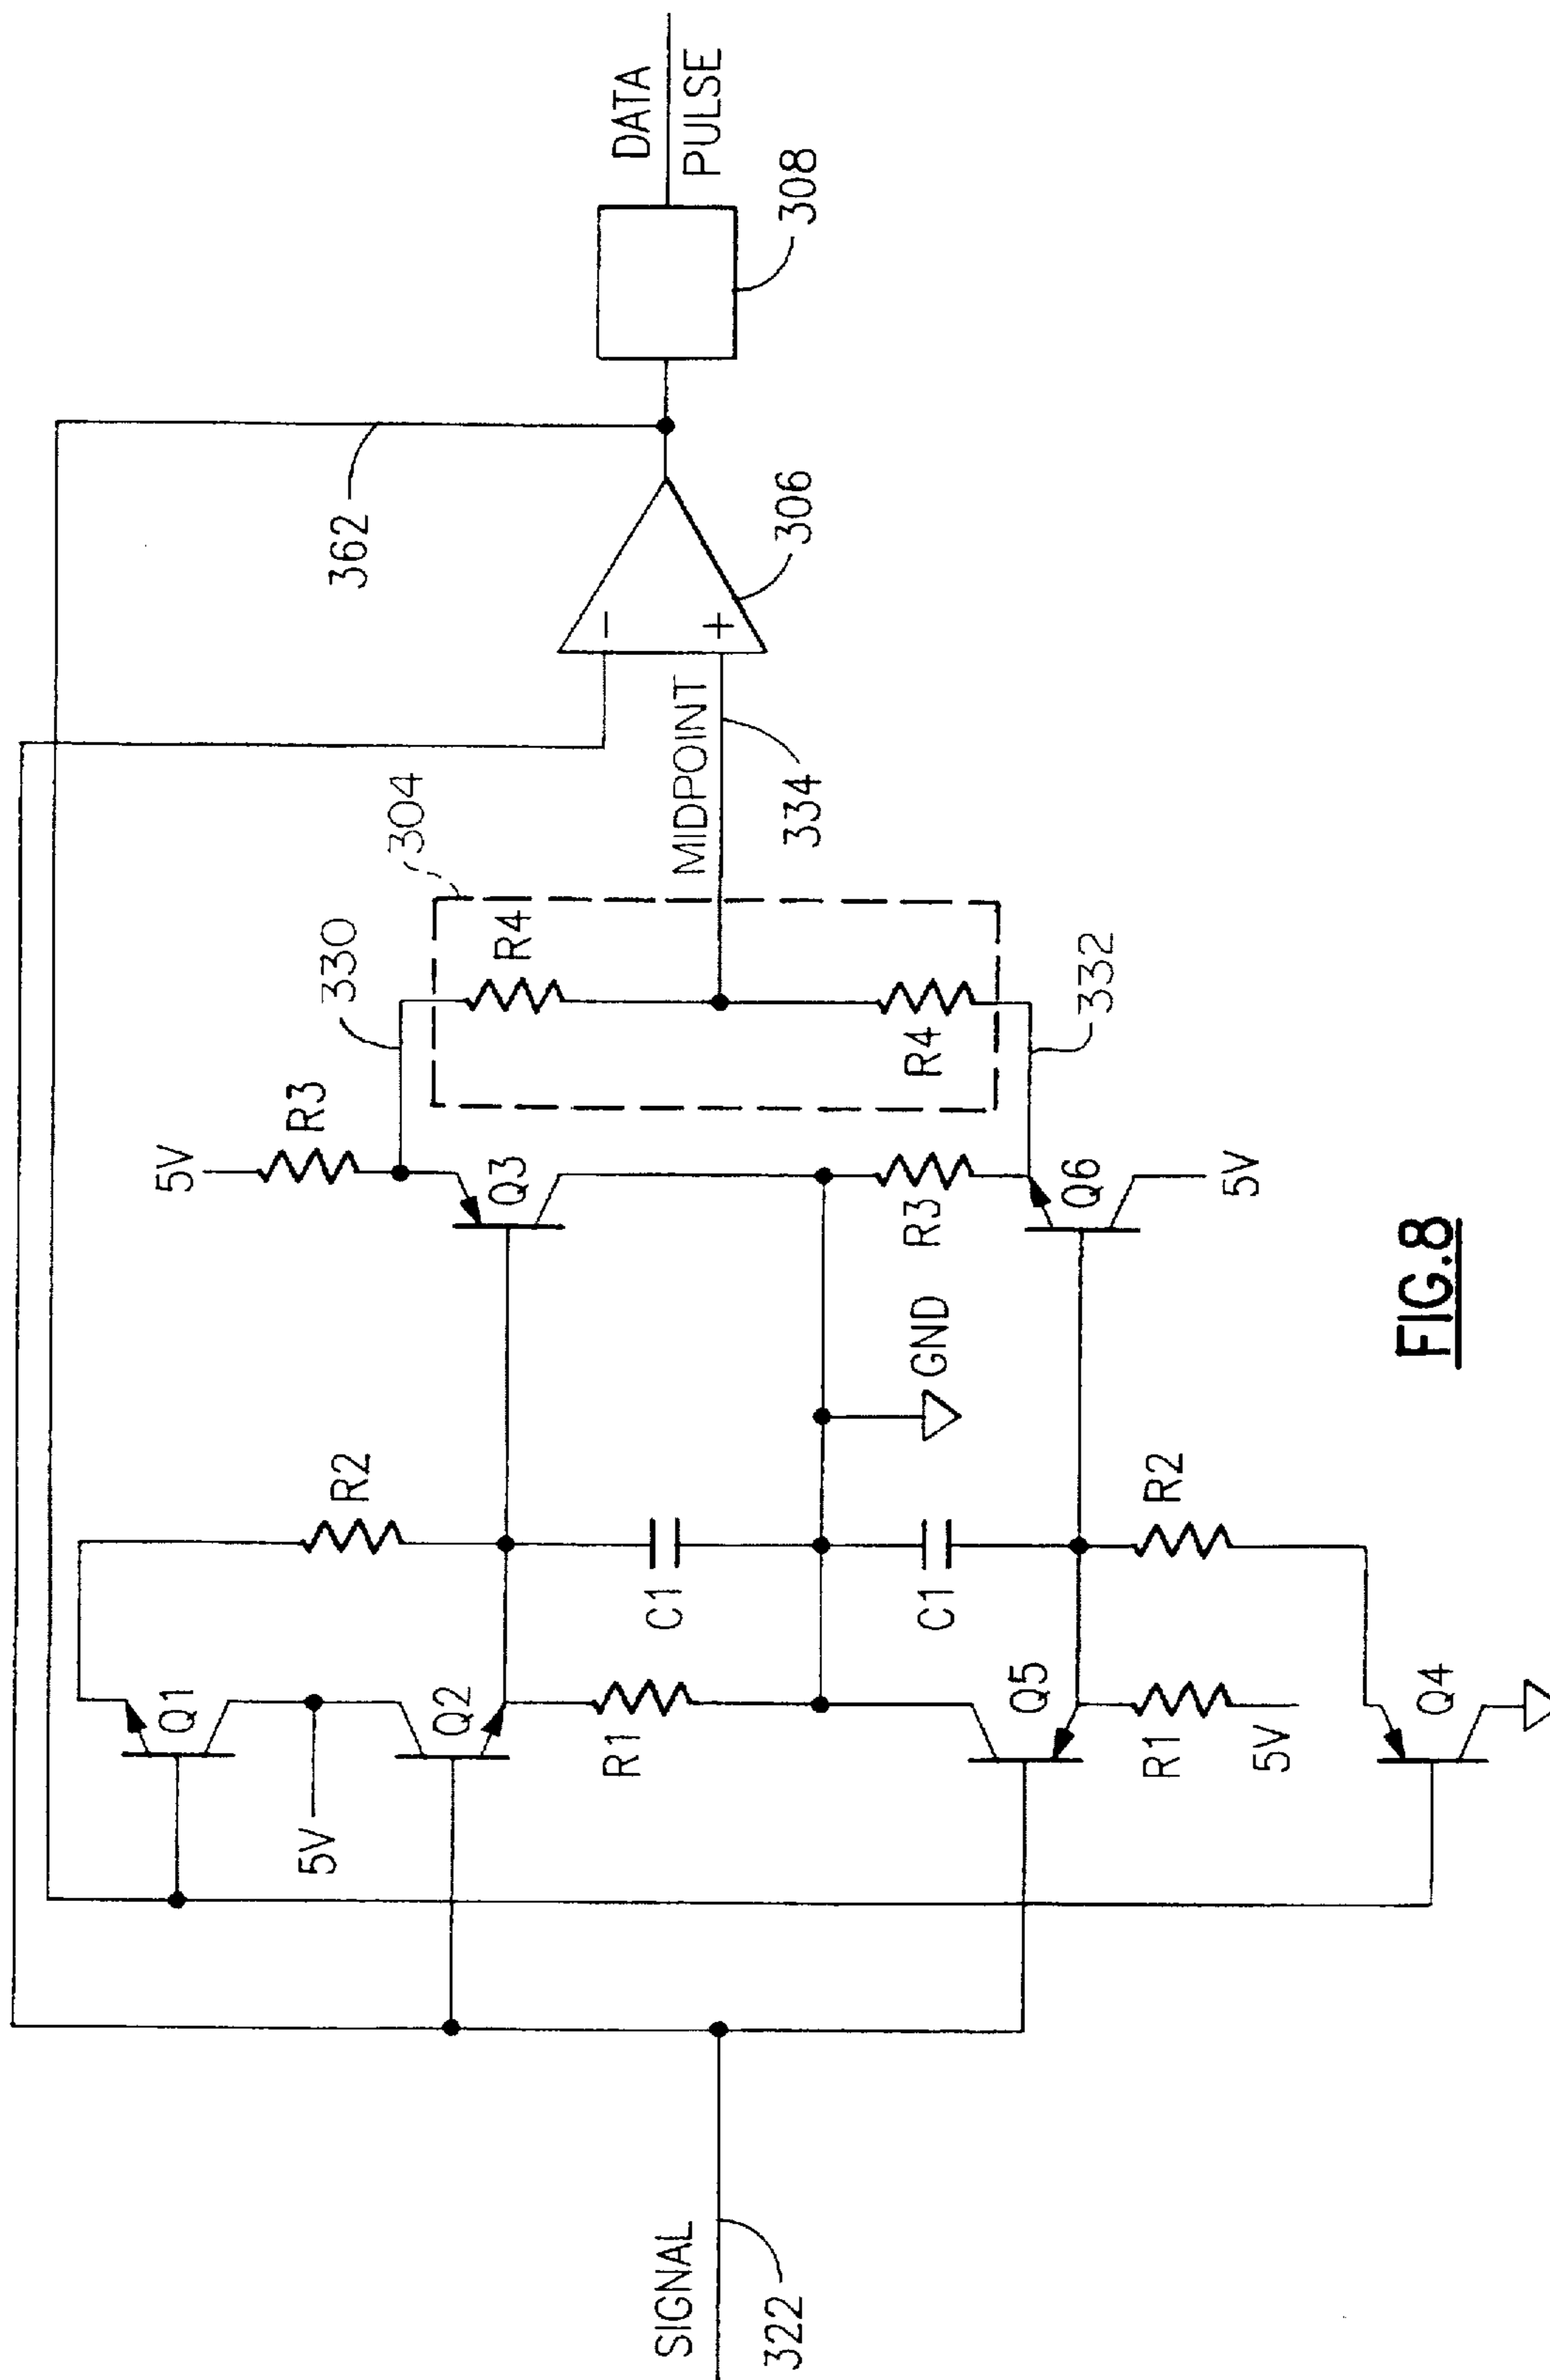 SIGNAL
322
5V
Q1
Q2
R1
Q5
R1
5V
Q4
R2
C1
C1
R2
GND
5V
R3
Q3
R3
Q6
5V
330
304
R4
R4
332
MIDPOINT
334
362
306
308
DATA
PULSE
FIG.8
-
+